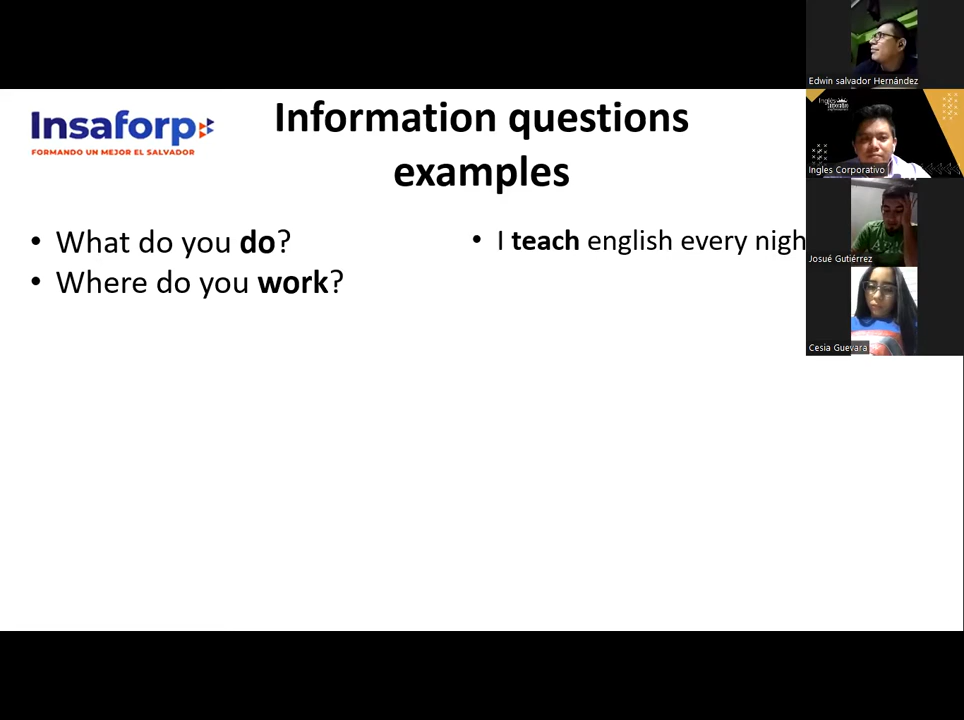 Information questions
examples
Insaforp
FORMANDO UN MEJOR EL SALVADOR
• What do you do?
• Where do you work?
• I teach english every nigh
Edwin salvador Hernández
Ingles Corporativo
Josué Gutiérrez
Cesia Guevara